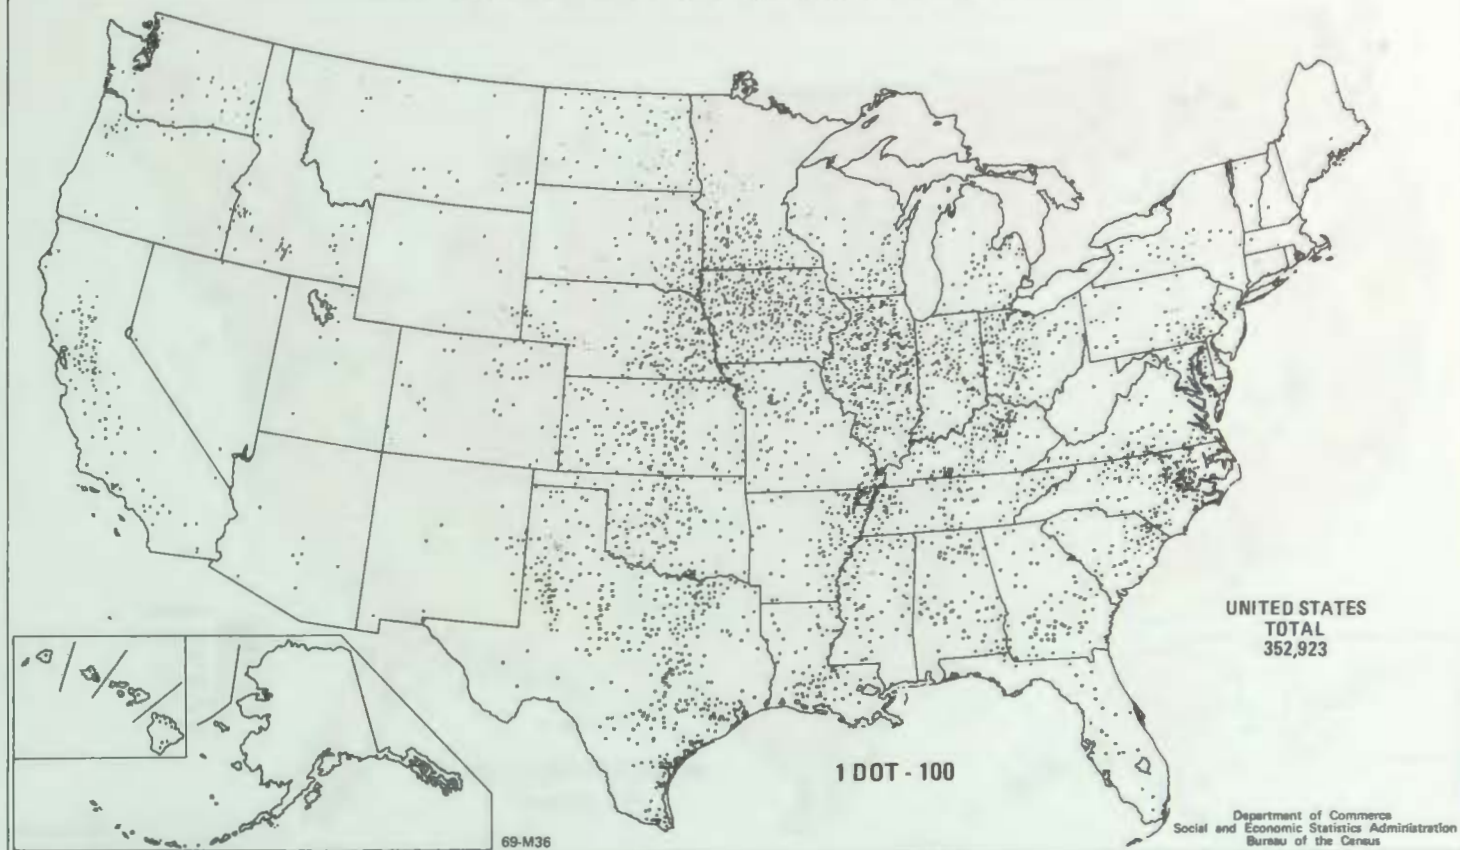 UNITED STATES
TOTAL
352,923
1 DOT - 100
69-M36
Department of Commerce
Social and Economic Statistics Administration
Bureau of the Census